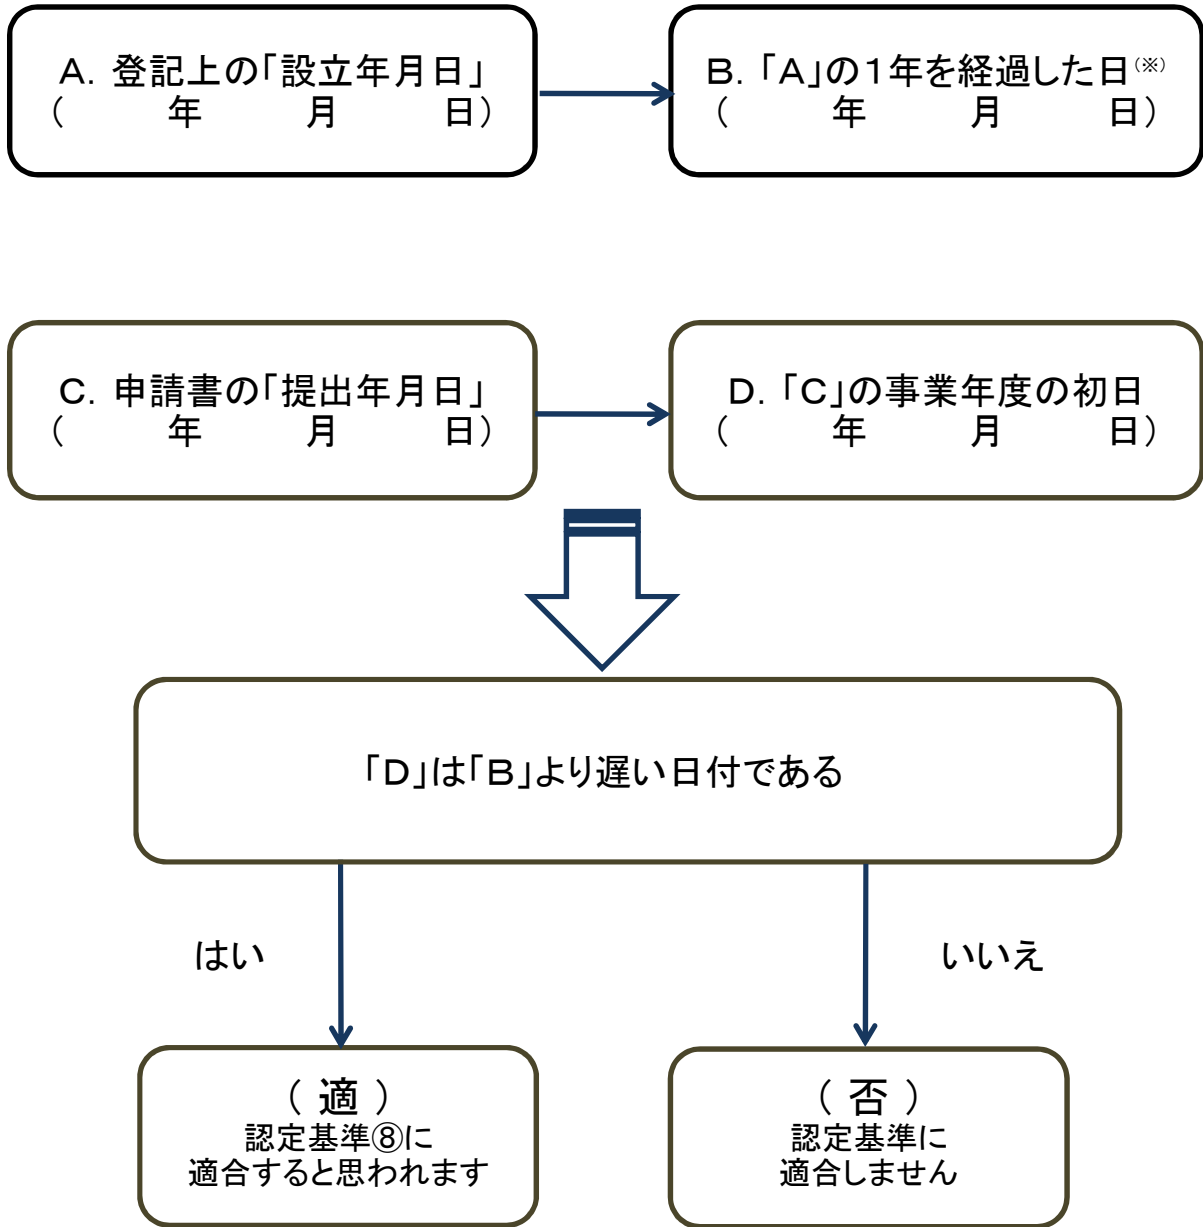 A. 登記上の「設立年月日」
(　　　年　　　月　　　日)
B. 「A」の1年を経過した日(※)
(　　　年　　　月　　　日)
C. 申請書の「提出年月日」
(　　　年　　　月　　　日)
D. 「C」の事業年度の初日
(　　　年　　　月　　　日)
「D」は「B」より遅い日付である
はい
いいえ
( 適 )
認定基準⑧に
適合すると思われます
( 否 )
認定基準に
適合しません